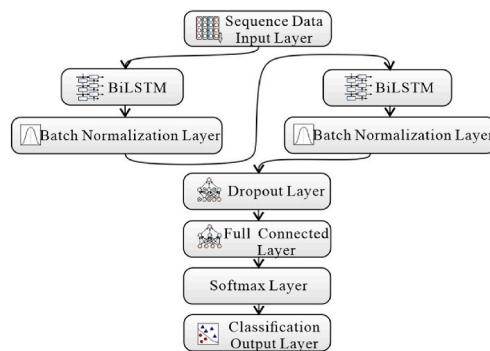 Sequence Data
Input Layer
BiLSTM
Batch Normalization Layer
BiLSTM
Batch Normalization Layer
Dropout Layer
Full Connected
Layer
Softmax Layer
Classification
Output Layer